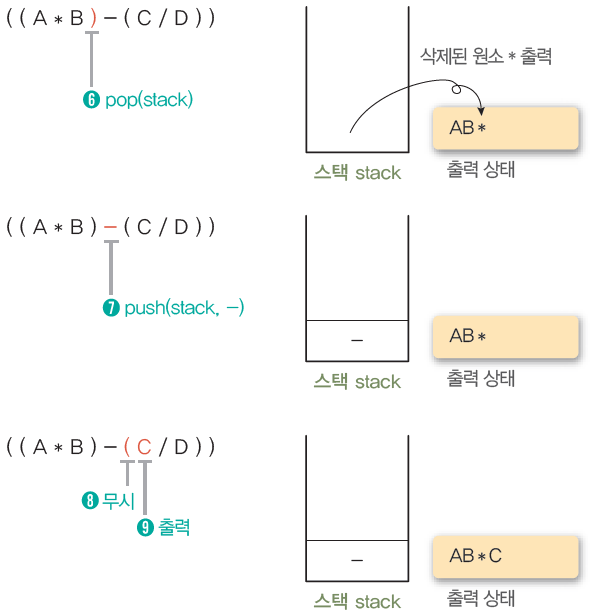 ((A*B)−(C/D))
❻ pop(stack)
삭제된 원소 * 출력
AB*
스택 stack
출력 상태
((A*B)−(C/D))
❼ push(stack, −)
−
AB*
스택 stack
출력 상태
((A*B)−(C/D))
❽ 무시
❾ 출력
−
AB*C
스택 stack
출력 상태